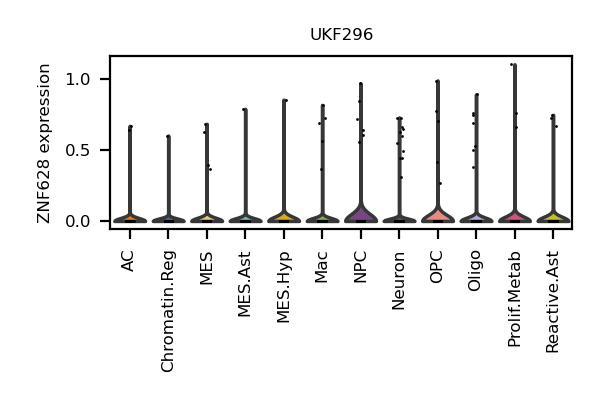 UKF296
ZNF628 expression
1.0
0.5
0.0
AC
Chromatin.Reg
MES
MES.Ast
MES.Hyp
Mac
NPC
Neuron
OPC
Oligo
Prolif.Metab
Reactive.Ast